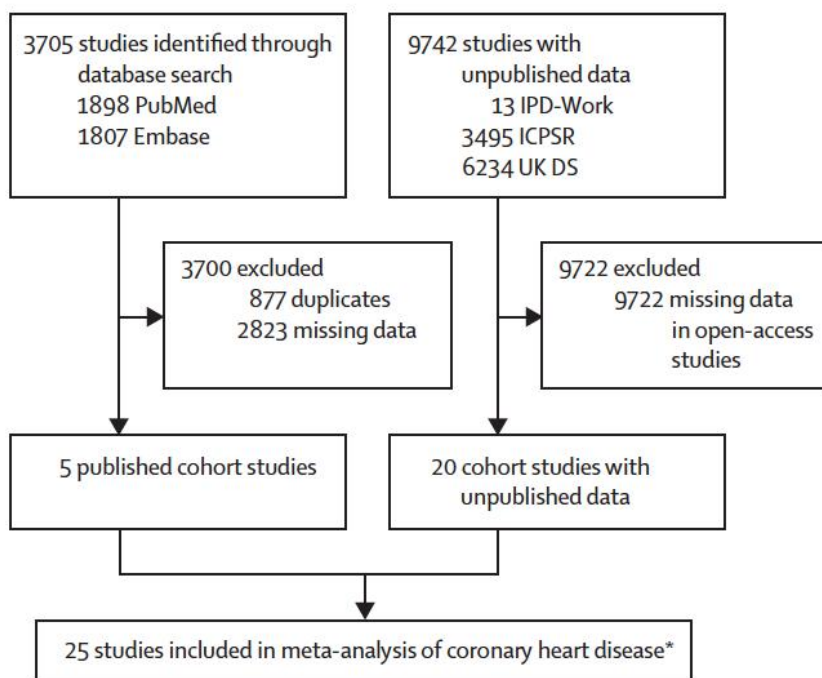 3705 studies identified through
database search
1898 PubMed
1807 Embase
9742 studies with
unpublished data
13 IPD-Work
3495 ICPSR
6234 UK DS
3700 excluded
877 duplicates
2823 missing data
9722 excluded
9722 missing data
in open-access
studies
5 published cohort studies
20 cohort studies with
unpublished data
25 studies included in meta-analysis of coronary heart disease*